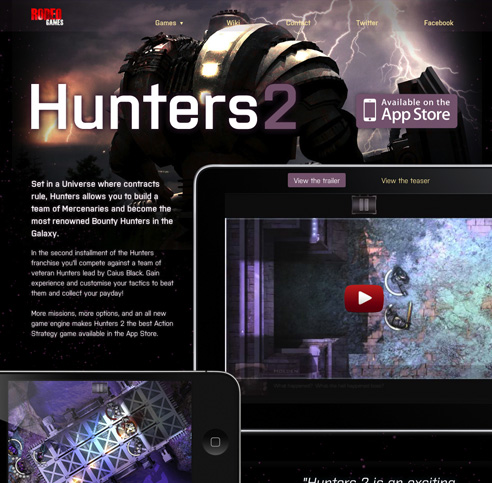 RODEO
GAMES
Games ▾ Wiki Contact Twitter Facebook
Hunters2
Available on the
App Store
View the trailer View the teaser
Set in a Universe where contracts
rule, Hunters allows you to build a
team of Mercenaries and become the
most renowned Bounty Hunters in the
Galaxy.
In the second installment of the Hunters
franchise you'll compete against a team of
veteran Hunters lead by Caius Black. Gain
experience and customise your tactics to beat
them and collect your payday!
More missions, more options, and an all new
game engine makes Hunters 2 the best Action
Strategy game available in the App Store.
"Hunters 2 is an exciting